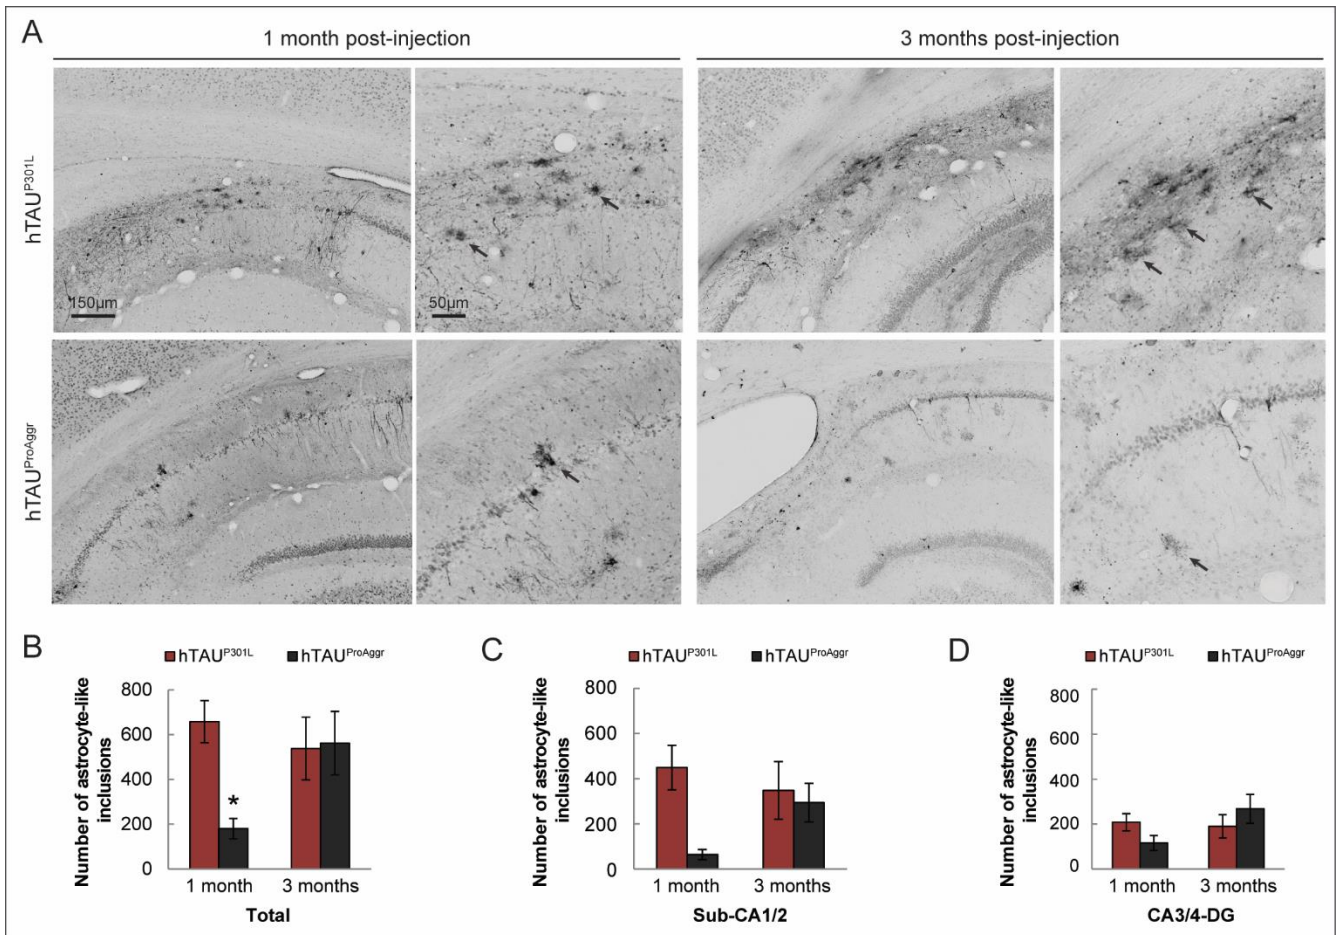 A
1 month post-injection
3 months post-injection
hTAUP301L
150µm
50µm
hTAUProAggr
B
hTAUP301L
hTAUProAggr
Number of astrocyte-like
inclusions
800
600
400
200
0
*
1 month
3 months
Total
C
hTAUP301L
hTAUProAggr
Number of astrocyte-like
inclusions
800
600
400
200
0
1 month
3 months
Sub-CA1/2
D
hTAUP301L
hTAUProAggr
Number of astrocyte-like
inclusions
800
600
400
200
0
1 month
3 months
CA3/4-DG